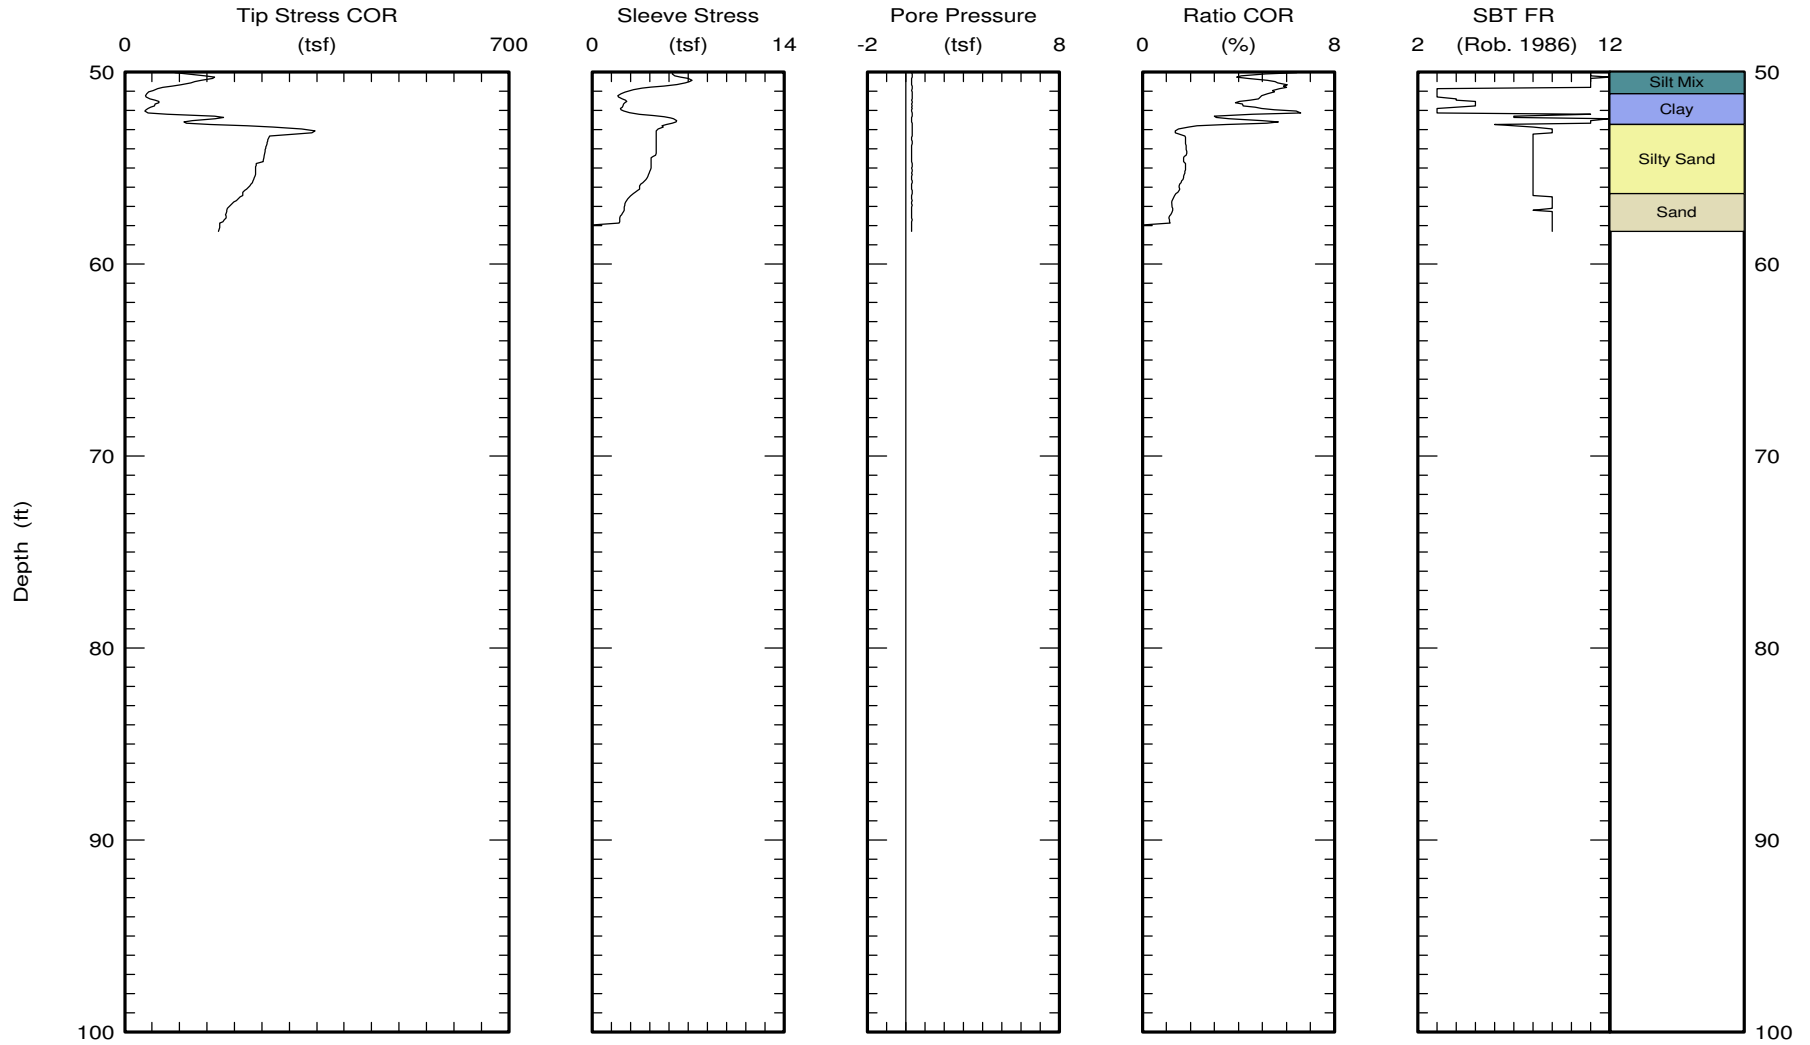 Tip Stress COR Sleeve Stress Pore Pressure Ratio COR SBT FR
0 (tsf) 700 0 (tsf) 14 -2 (tsf) 8 0 (%) 8 2 (Rob. 1986) 12
50 50
Silt Mix
Clay
Silty Sand
Sand
60 60
70 70
Depth (ft)
80 80
90 90
100 100